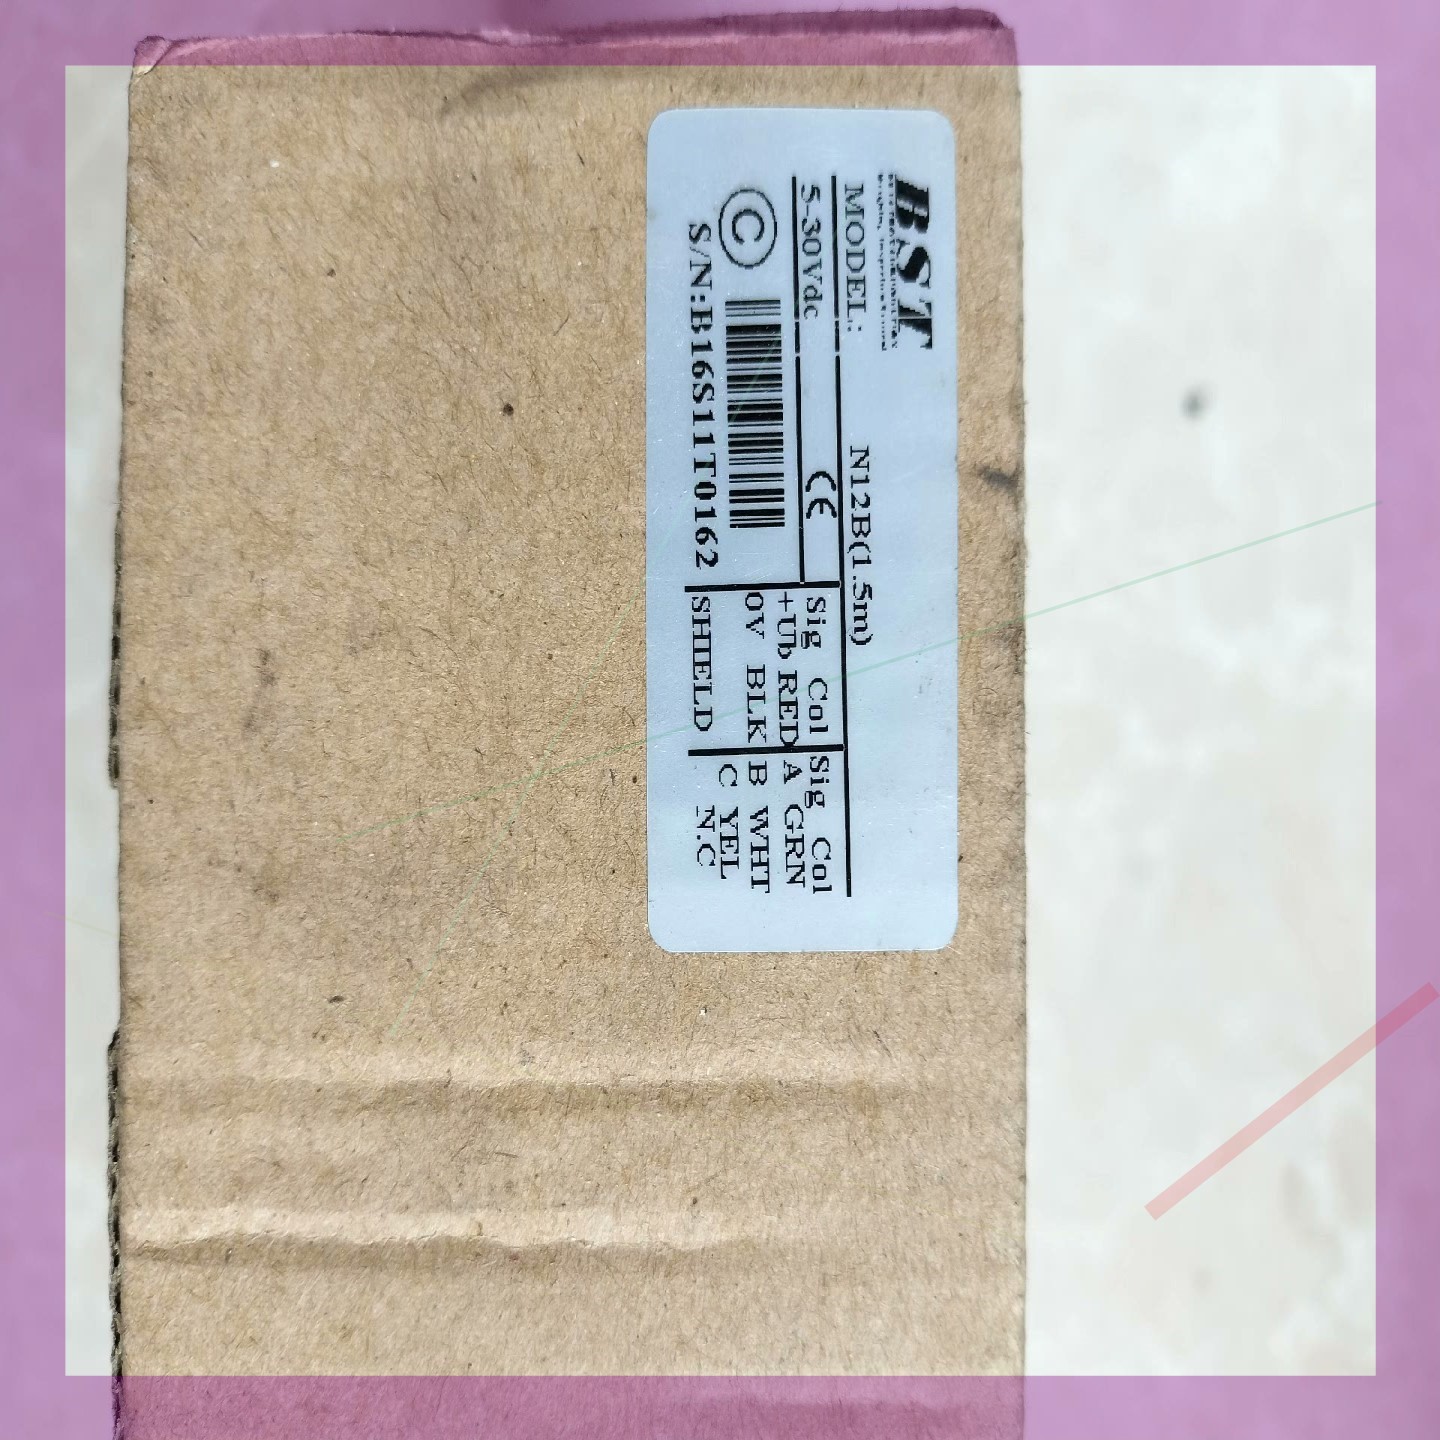 BST
MODEL: N12B(1.5m)
5-30Vdc CE
© 
S/N:B16S11T0162
Sig Col Sig Col
+Ub RED A GRN
0V BLK B WHT
C YEL
SHIELD N.C